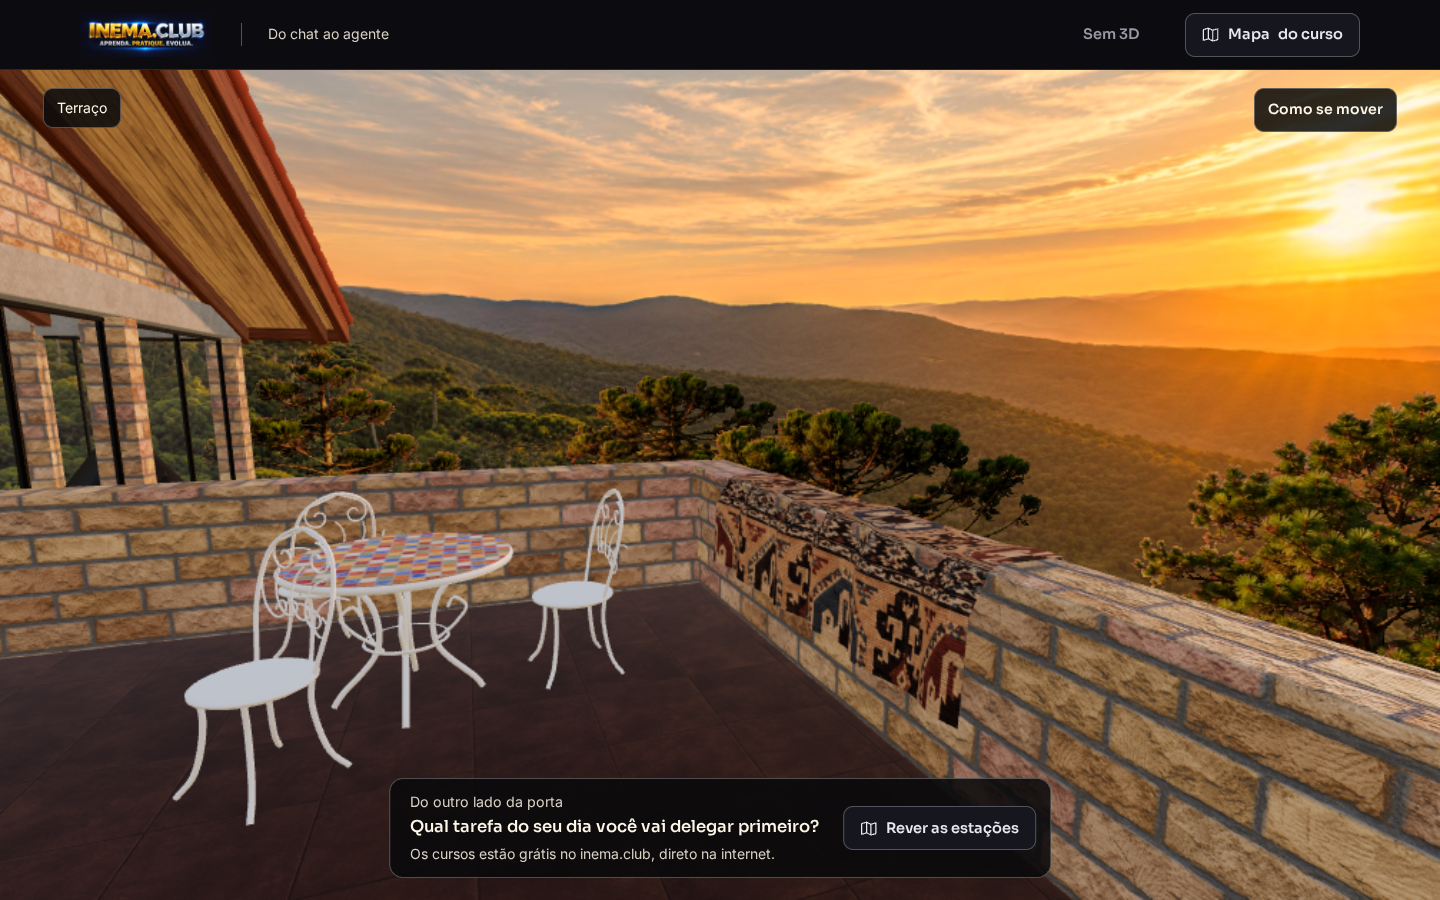 INEMA.CLUB
APRENDA. PRATIQUE. EVOLUA.
Do chat ao agente
Sem 3D
Mapa do curso
Terraço
Como se mover
Do outro lado da porta
Qual tarefa do seu dia você vai delegar primeiro?
Os cursos estão grátis no inema.club, direto na internet.
Rever as estações